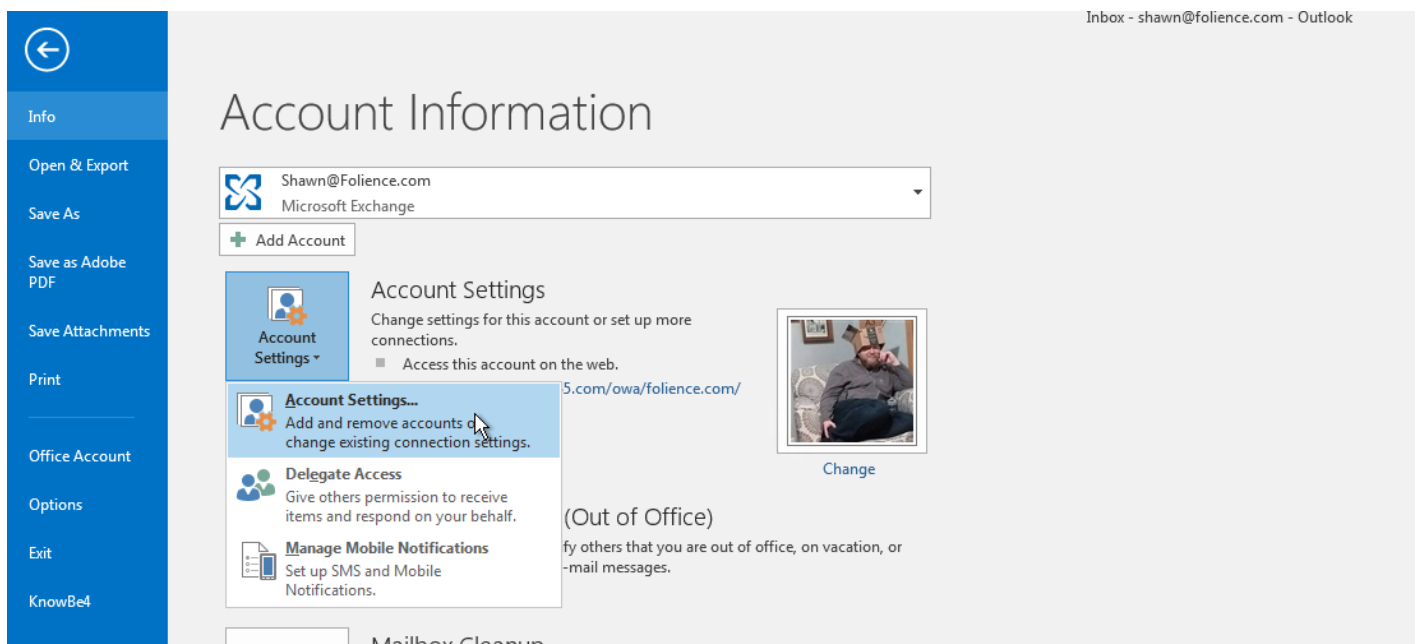 Inbox - shawn@folience.com - Outlook
Info
Open & Export
Save As
Save as Adobe
PDF
Save Attachments
Print
Office Account
Options
Exit
KnowBe4
Account Information
Shawn@Folience.com
Microsoft Exchange
Add Account
Account
Settings
Account Settings
Change settings for this account or set up more
connections.
Access this account on the web.
5.com/owa/folience.com/
Account Settings...
Add and remove accounts o
change existing connection settings.
Delegate Access
Give others permission to receive
items and respond on your behalf.
Manage Mobile Notifications
Set up SMS and Mobile
Notifications.
Change
(Out of Office)
fy others that you are out of office, on vacation, or
-mail messages.
Mailbox Cleanup